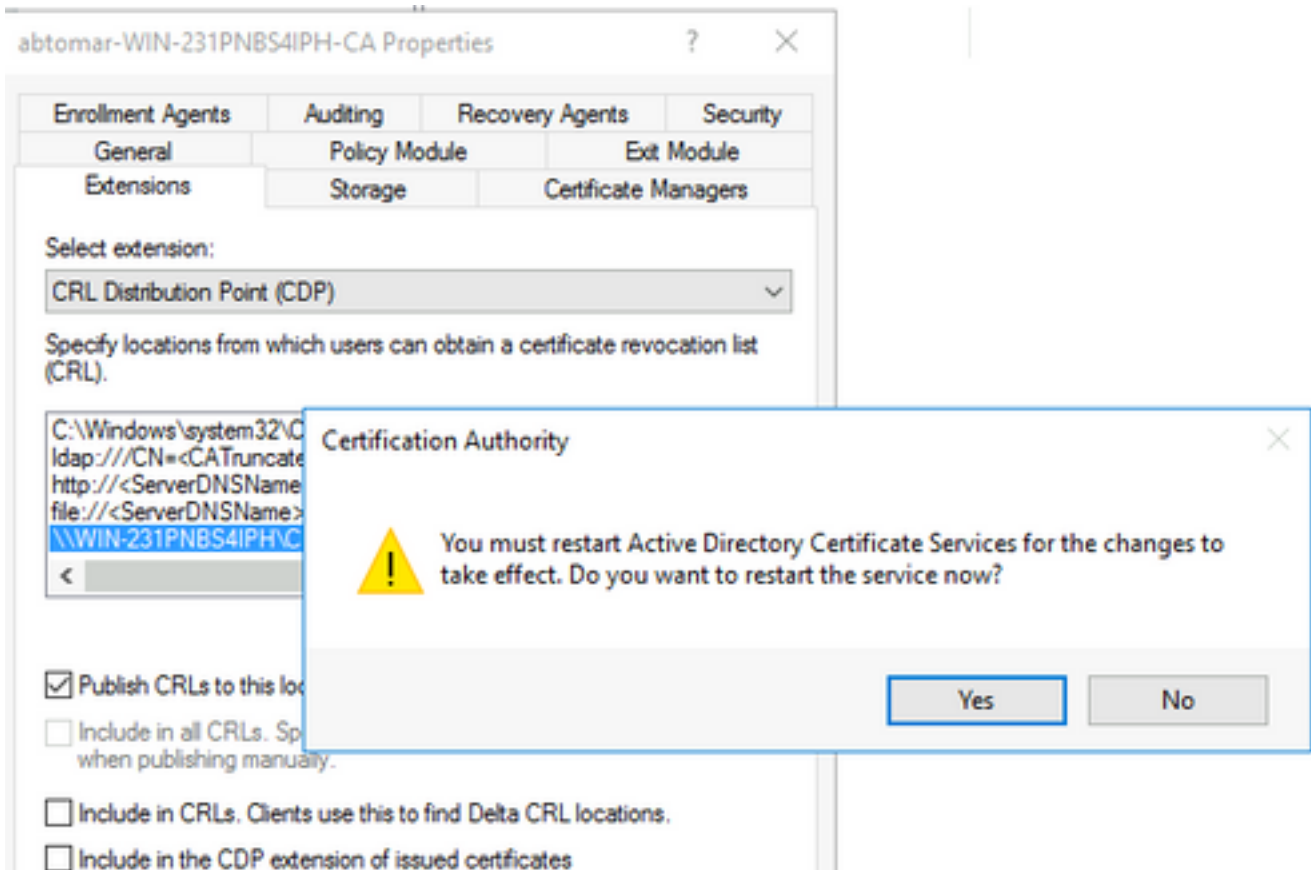 abtomar-WIN-231PNBS4IPH-CA Properties
Enrollment Agents Auditing Recovery Agents Security
General Policy Module Exit Module
Extensions Storage Certificate Managers
Select extension:
CRL Distribution Point (CDP)
Specify locations from which users can obtain a certificate revocation list
(CRL).
C:\Windows\system32\C
ldap:///CN=<CATruncate
http://<ServerDNSName
file://<ServerDNSName>
\\WIN-231PNBS4IPH\C
Certification Authority
You must restart Active Directory Certificate Services for the changes to
take effect. Do you want to restart the service now?
Yes No
Publish CRLs to this loc
Include in all CRLs. Sp
when publishing manually.
Include in CRLs. Clients use this to find Delta CRL locations.
Include in the CDP extension of issued certificates